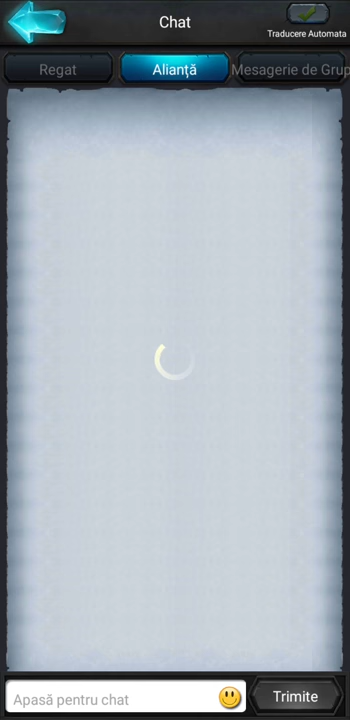 Chat
Traducere Automata
Regat
Alianță
Mesagerie de Grup
Apasă pentru chat
Trimite